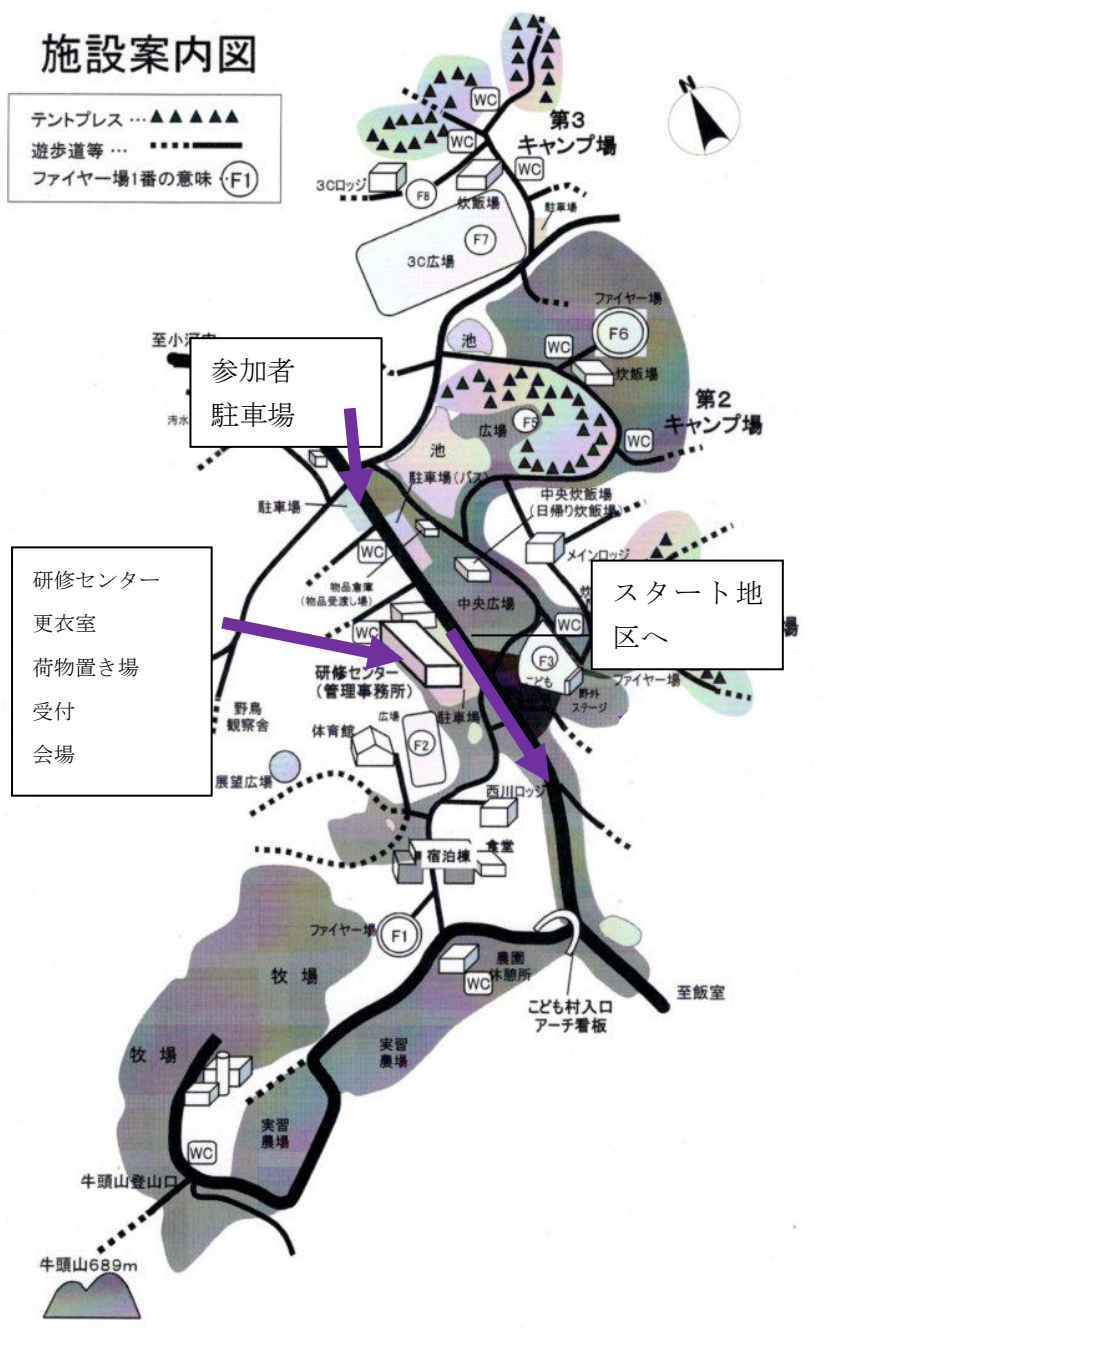 施設案内図
テントプレス …▲▲▲▲▲
遊歩道等 …
ファイヤー場1番の意味 ‥F1
N
WC
WC
第3
キャンプ場
WC
3Cロッジ
F8
炊飯場
駐車場
F7
3C広場
ファイヤー場
F6
至小河内
池
WC
炊飯場
参加者
駐車場
第2
キャンプ場
汚水
広場
F5
WC
池
駐車場(バス)
中央炊飯場
(日帰り炊飯場)
駐車場
WC
メインロッジ
物品倉庫
(物品受渡し場)
中央広場
炊
スタート地
区へ
場
研修センター
更衣室
荷物置き場
受付
会場
WC
WC
F3
こども
研修センター
(管理事務所)
ファイヤー場
野外
ステージ
野鳥
観察舎
広場
駐車場
体育館
F2
展望広場
西川ロッジ
食堂
宿泊棟
ファイヤー場
F1
農園
休憩所
WC
牧場
至飯室
こども村入口
アーチ看板
実習
農場
牧場
実習
農場
WC
牛頭山登山口
牛頭山689m